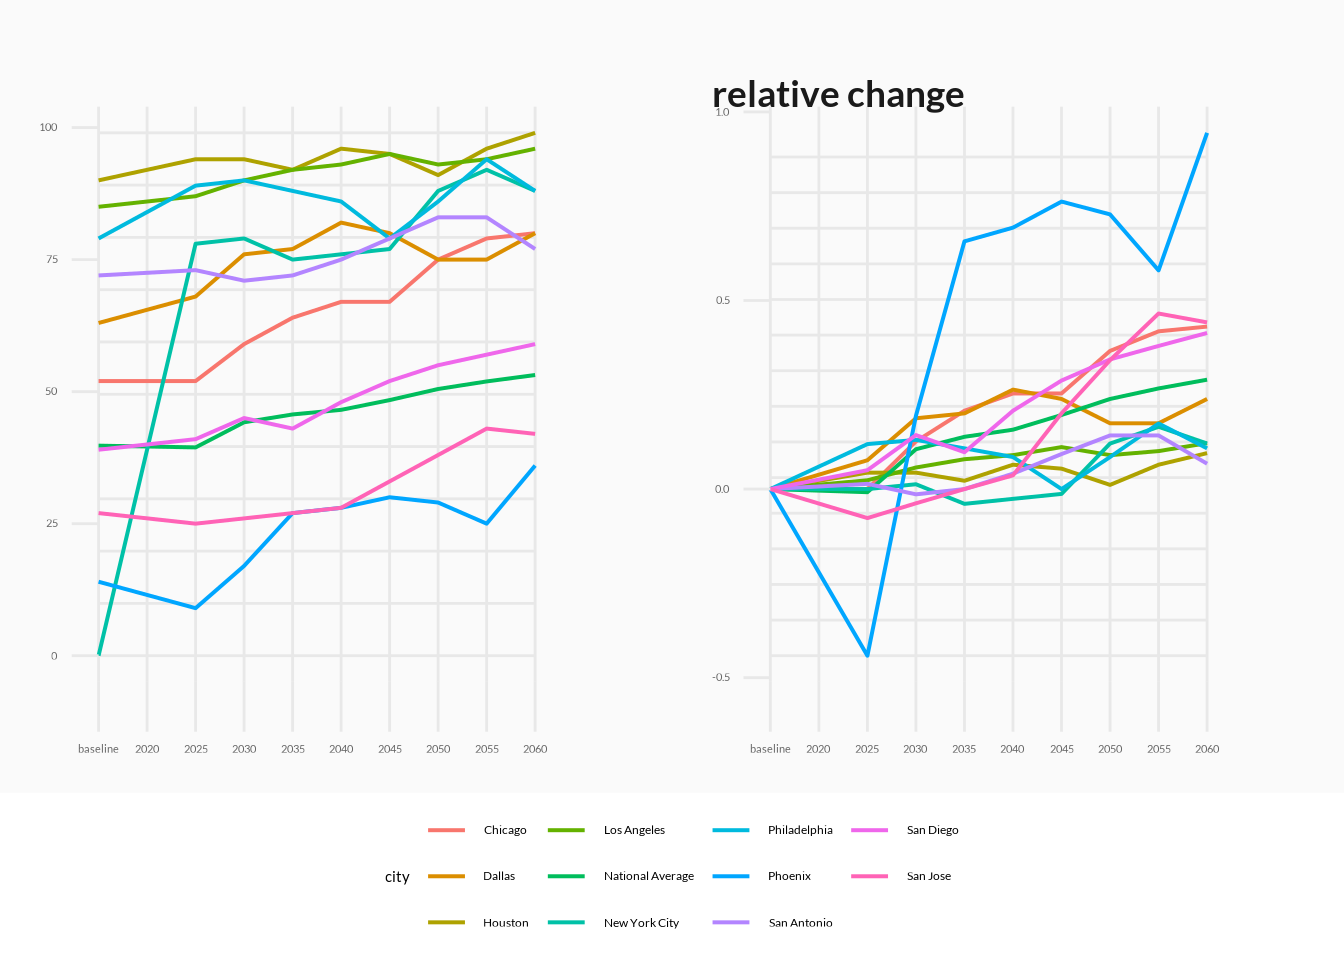 relative change
100
75
50
25
0
baseline 2020 2025 2030 2035 2040 2045 2050 2055 2060
1.0
0.5
0.0
-0.5
baseline 2020 2025 2030 2035 2040 2045 2050 2055 2060
city
Chicago Los Angeles Philadelphia San Diego
Dallas National Average Phoenix San Jose
Houston New York City San Antonio